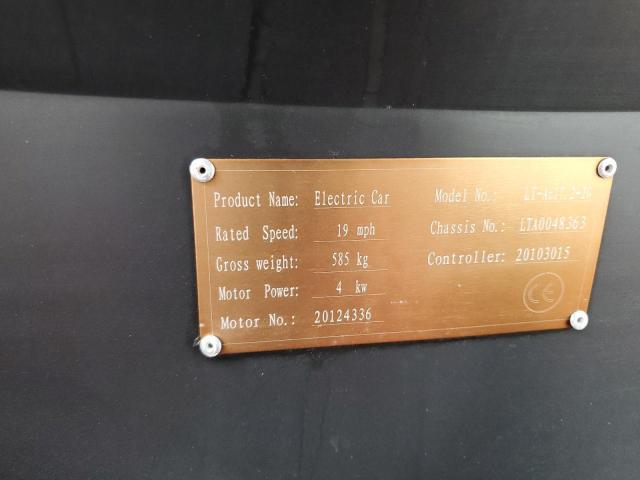 Product Name: Electric Car
Rated Speed: 19 mph
Gross weight: 585 kg
Motor Power: 4 kw
Motor No.: 20124336
Model No.:
Chassis No.: LTA0048363
Controller: 20103015
CE